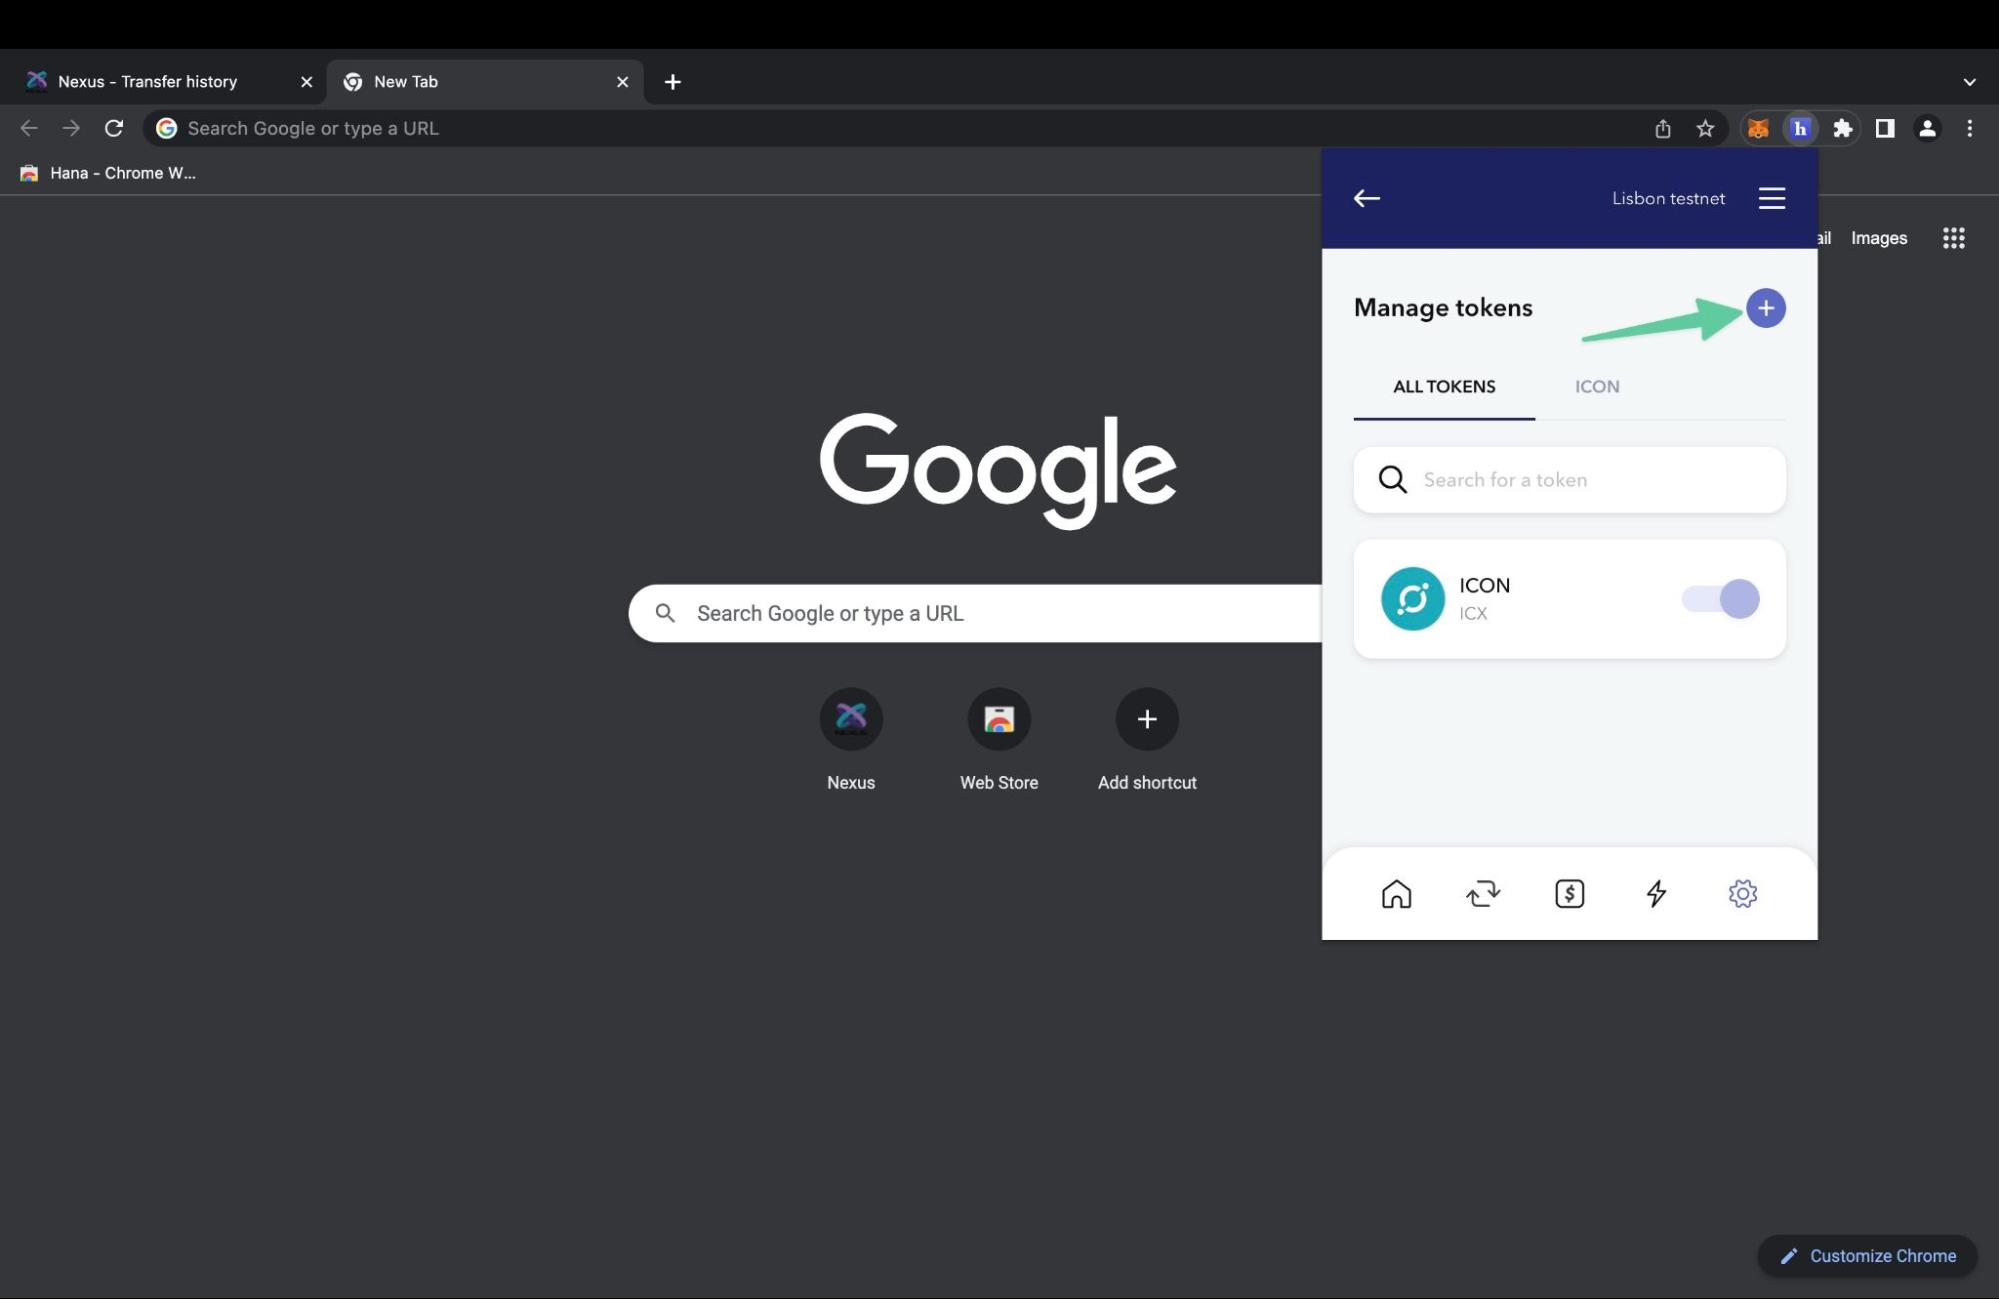 Nexus - Transfer history
New Tab
Search Google or type a URL
Hana - Chrome W...
Lisbon testnet
ail Images
Manage tokens
ALL TOKENS ICON
Search for a token
ICON
ICX
Google
Search Google or type a URL
Nexus
Web Store
Add shortcut
Customize Chrome